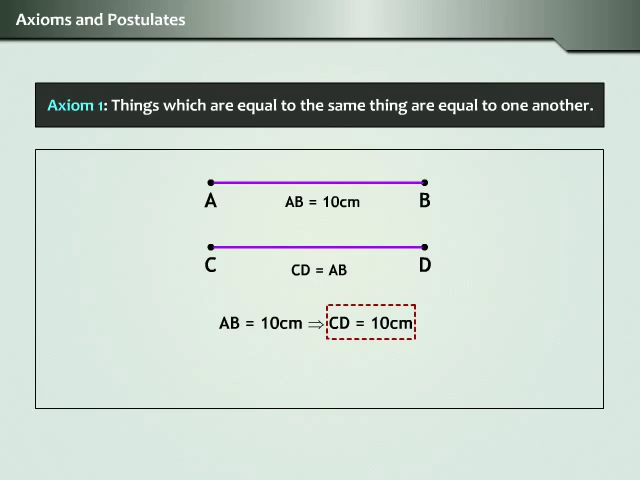 Axioms and Postulates
Axiom 1: Things which are equal to the same thing are equal to one another.
A AB = 10cm B
C CD = AB D
AB = 10cm ⇒ CD = 10cm